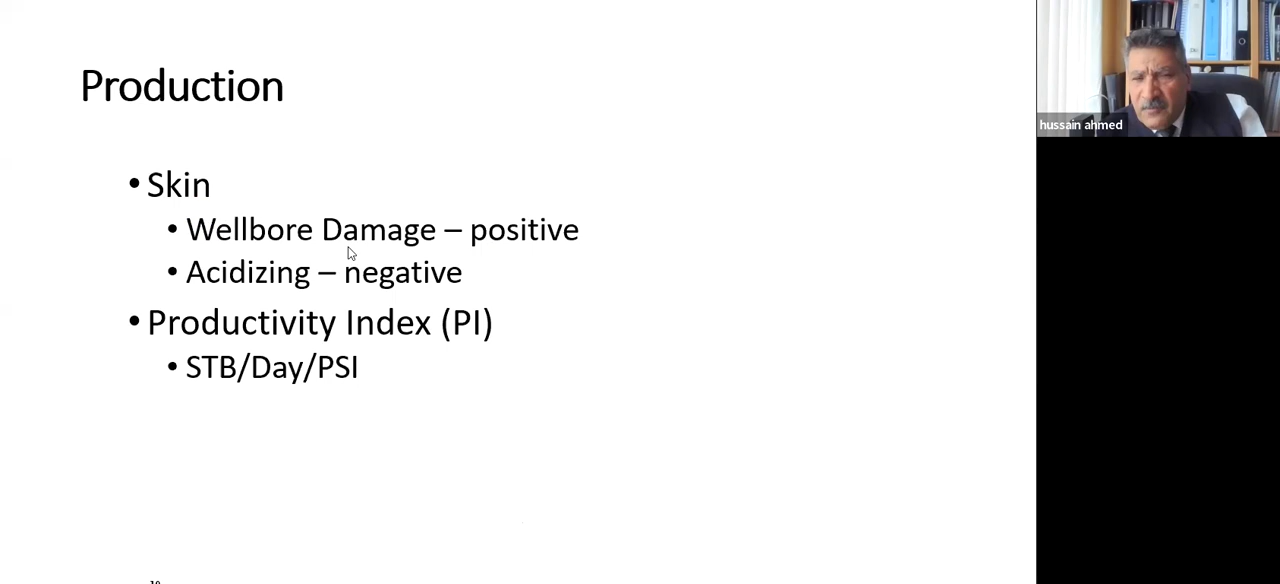 Production
• Skin
• Wellbore Damage – positive
• Acidizing – negative
• Productivity Index (PI)
• STB/Day/PSI
hussain ahmed